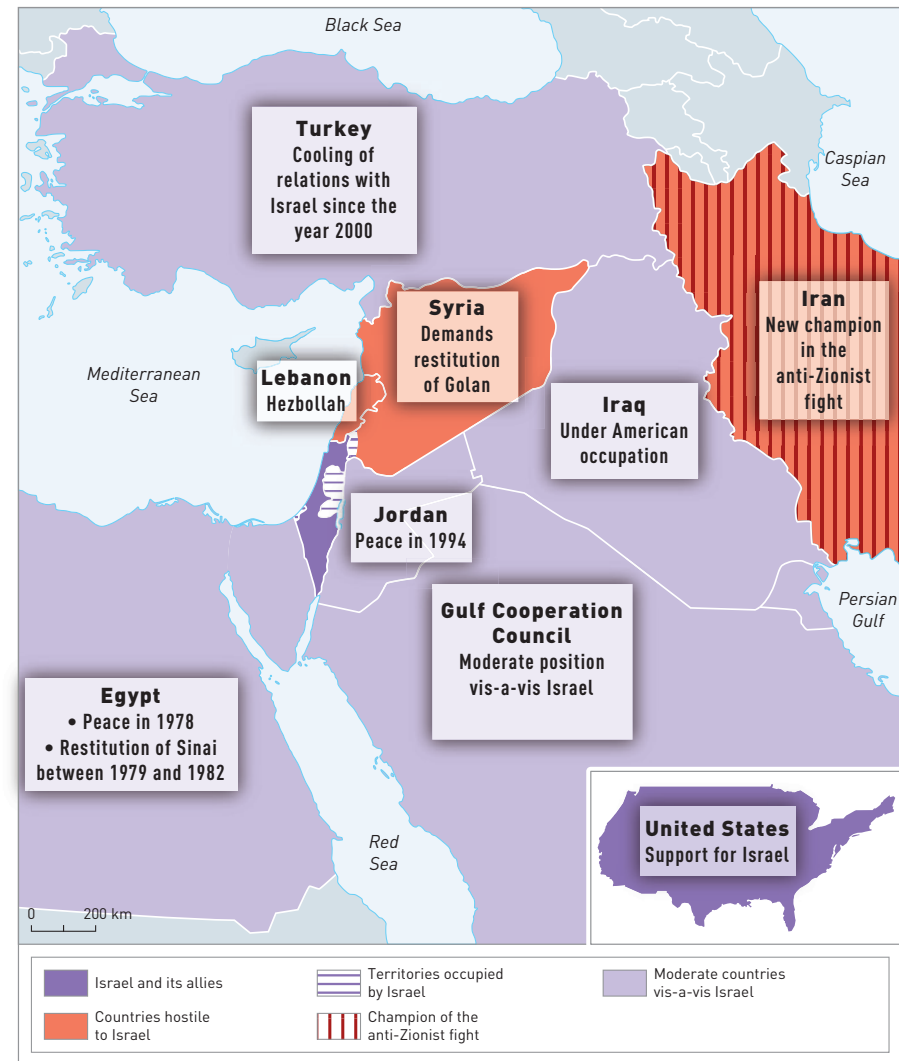 Black Sea
Turkey
Cooling of
relations with
Israel since the
year 2000
Caspian
Sea
Syria
Demands
restitution
of Golan
Iran
New champion
in the
anti-Zionist
fight
Mediterranean
Sea
Lebanon
Hezbollah
Iraq
Under American
occupation
Jordan
Peace in 1994
Persian
Gulf
Gulf Cooperation
Council
Moderate position
vis-a-vis Israel
Egypt
• Peace in 1978
• Restitution of Sinai
between 1979 and 1982
Red
Sea
United States
Support for Israel
0 200 km
Israel and its allies
Countries hostile
to Israel
Territories occupied
by Israel
Champion of the
anti-Zionist fight
Moderate countries
vis-a-vis Israel